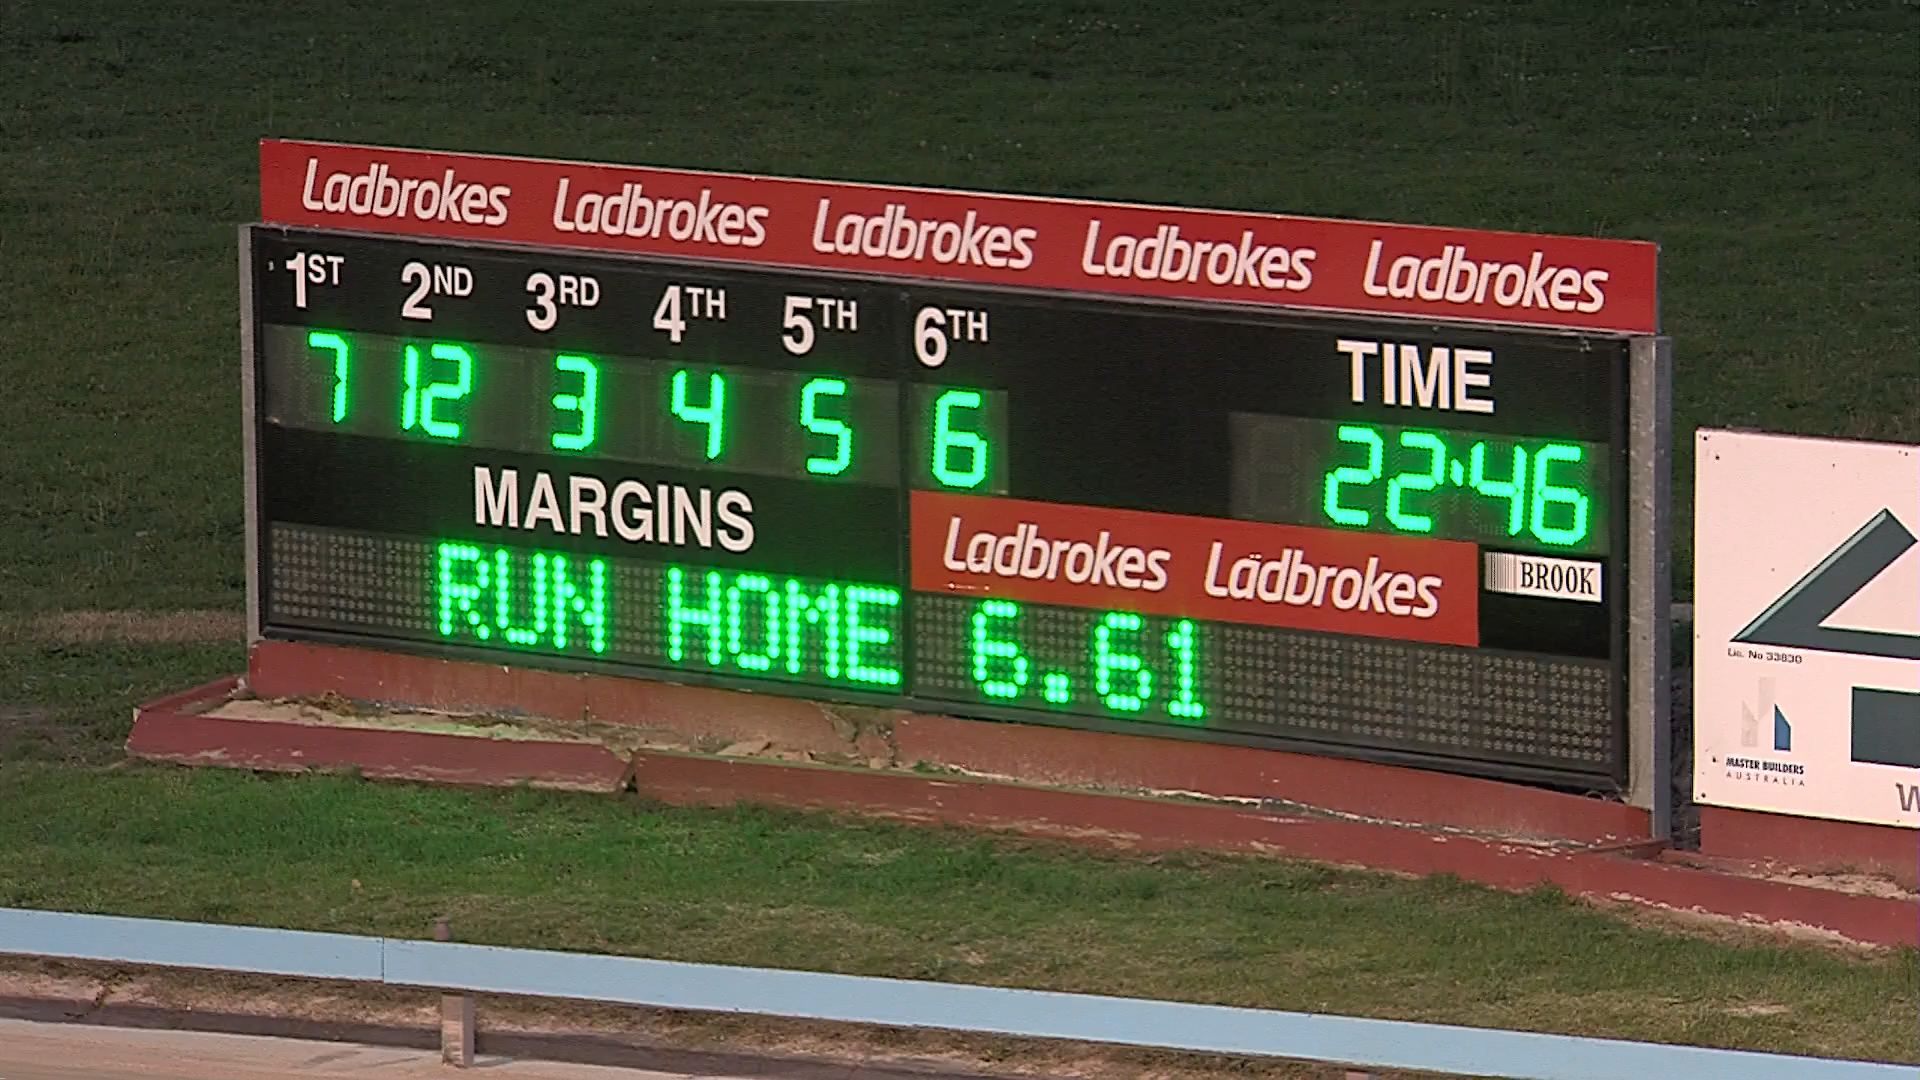 Ladbrokes Ladbrokes Ladbrokes Ladbrokes Ladbrokes
1ST 2ND 3RD 4TH 5TH 6TH
TIME
7 12 3 4 5 6
22.46
MARGINS
Ladbrokes Ladbrokes
BROOK
RUN HOME 6.61
Lic. No 33830
MASTER BUILDERS
AUSTRALIA